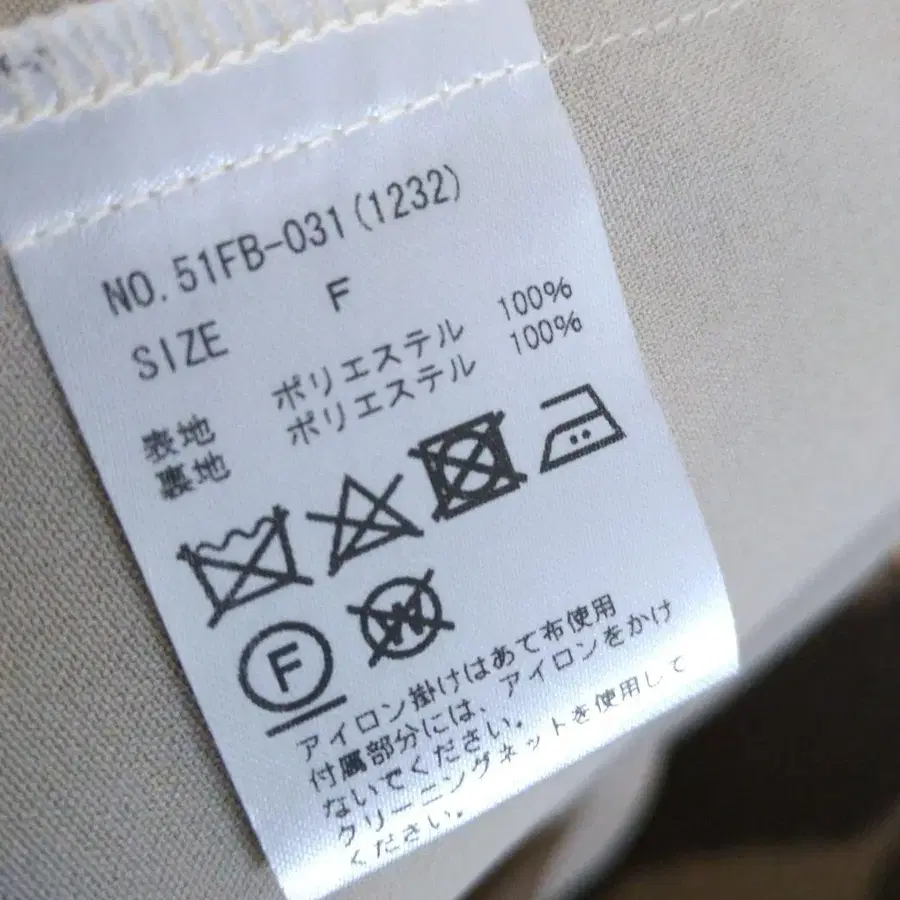 NO.51FB-031(1232)
SIZE F
表地 ポリエステル 100%
裏地 ポリエステル 100%
F W
アイロン掛けはあて布使用
付属部分には、アイロンをかけ
ないでください。
クリーニングネットを使用して
ください。